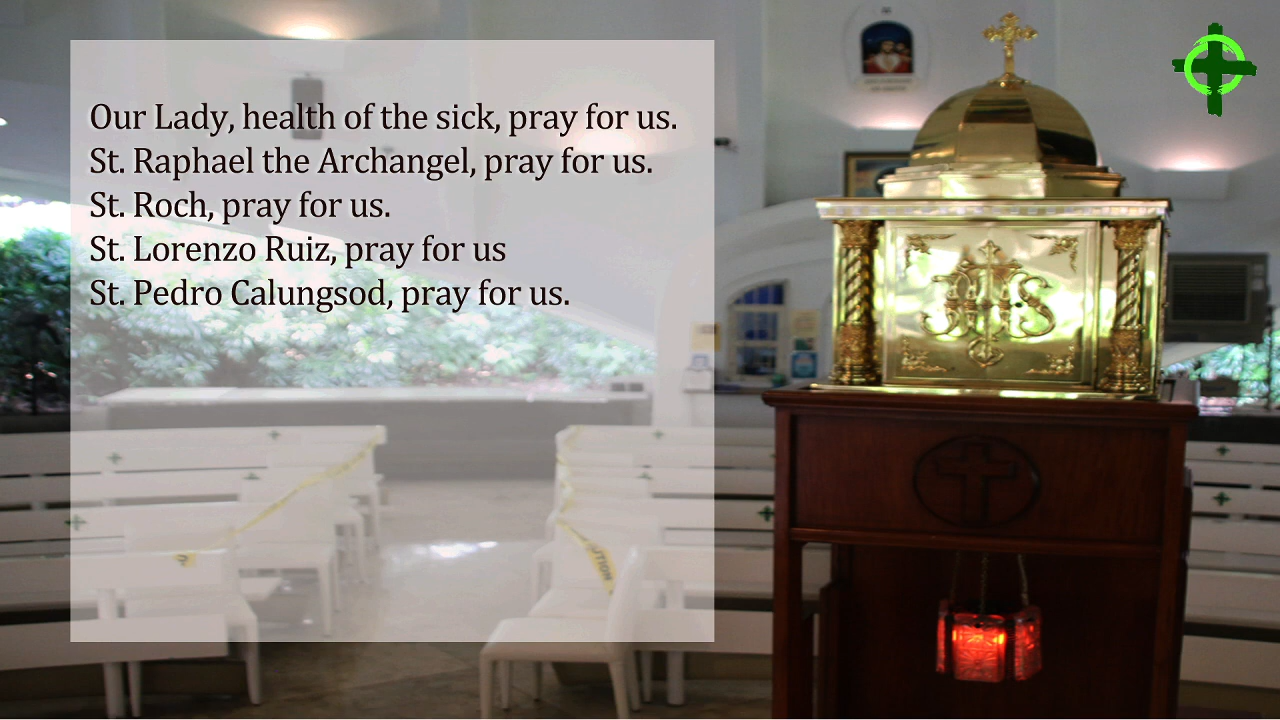 Our Lady, health of the sick, pray for us.
St. Raphael the Archangel, pray for us.
St. Roch, pray for us.
St. Lorenzo Ruiz, pray for us
St. Pedro Calungsod, pray for us.
IHS